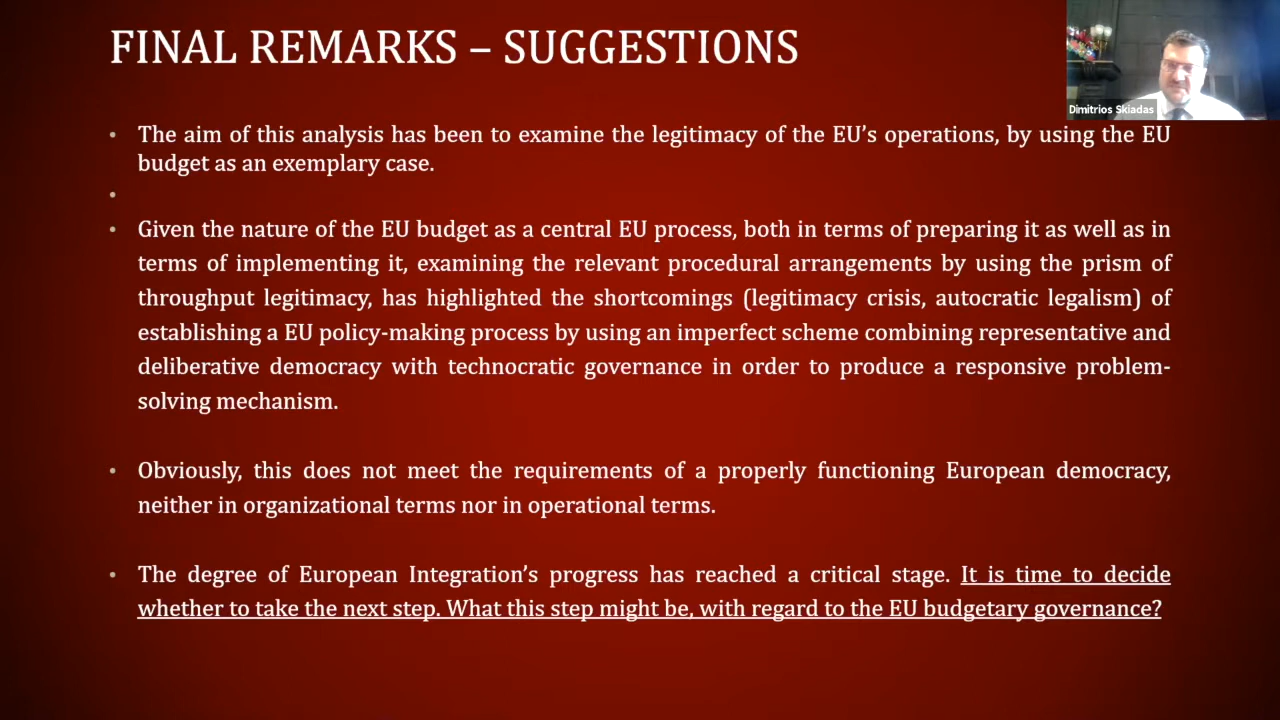 FINAL REMARKS – SUGGESTIONS
Dimitrios Skiadas
• The aim of this analysis has been to examine the legitimacy of the EU’s operations, by using the EU
budget as an exemplary case.
•
• Given the nature of the EU budget as a central EU process, both in terms of preparing it as well as in
terms of implementing it, examining the relevant procedural arrangements by using the prism of
throughput legitimacy, has highlighted the shortcomings (legitimacy crisis, autocratic legalism) of
establishing a EU policy-making process by using an imperfect scheme combining representative and
deliberative democracy with technocratic governance in order to produce a responsive problem-
solving mechanism.
• Obviously, this does not meet the requirements of a properly functioning European democracy,
neither in organizational terms nor in operational terms.
• The degree of European Integration’s progress has reached a critical stage. It is time to decide
whether to take the next step. What this step might be, with regard to the EU budgetary governance?